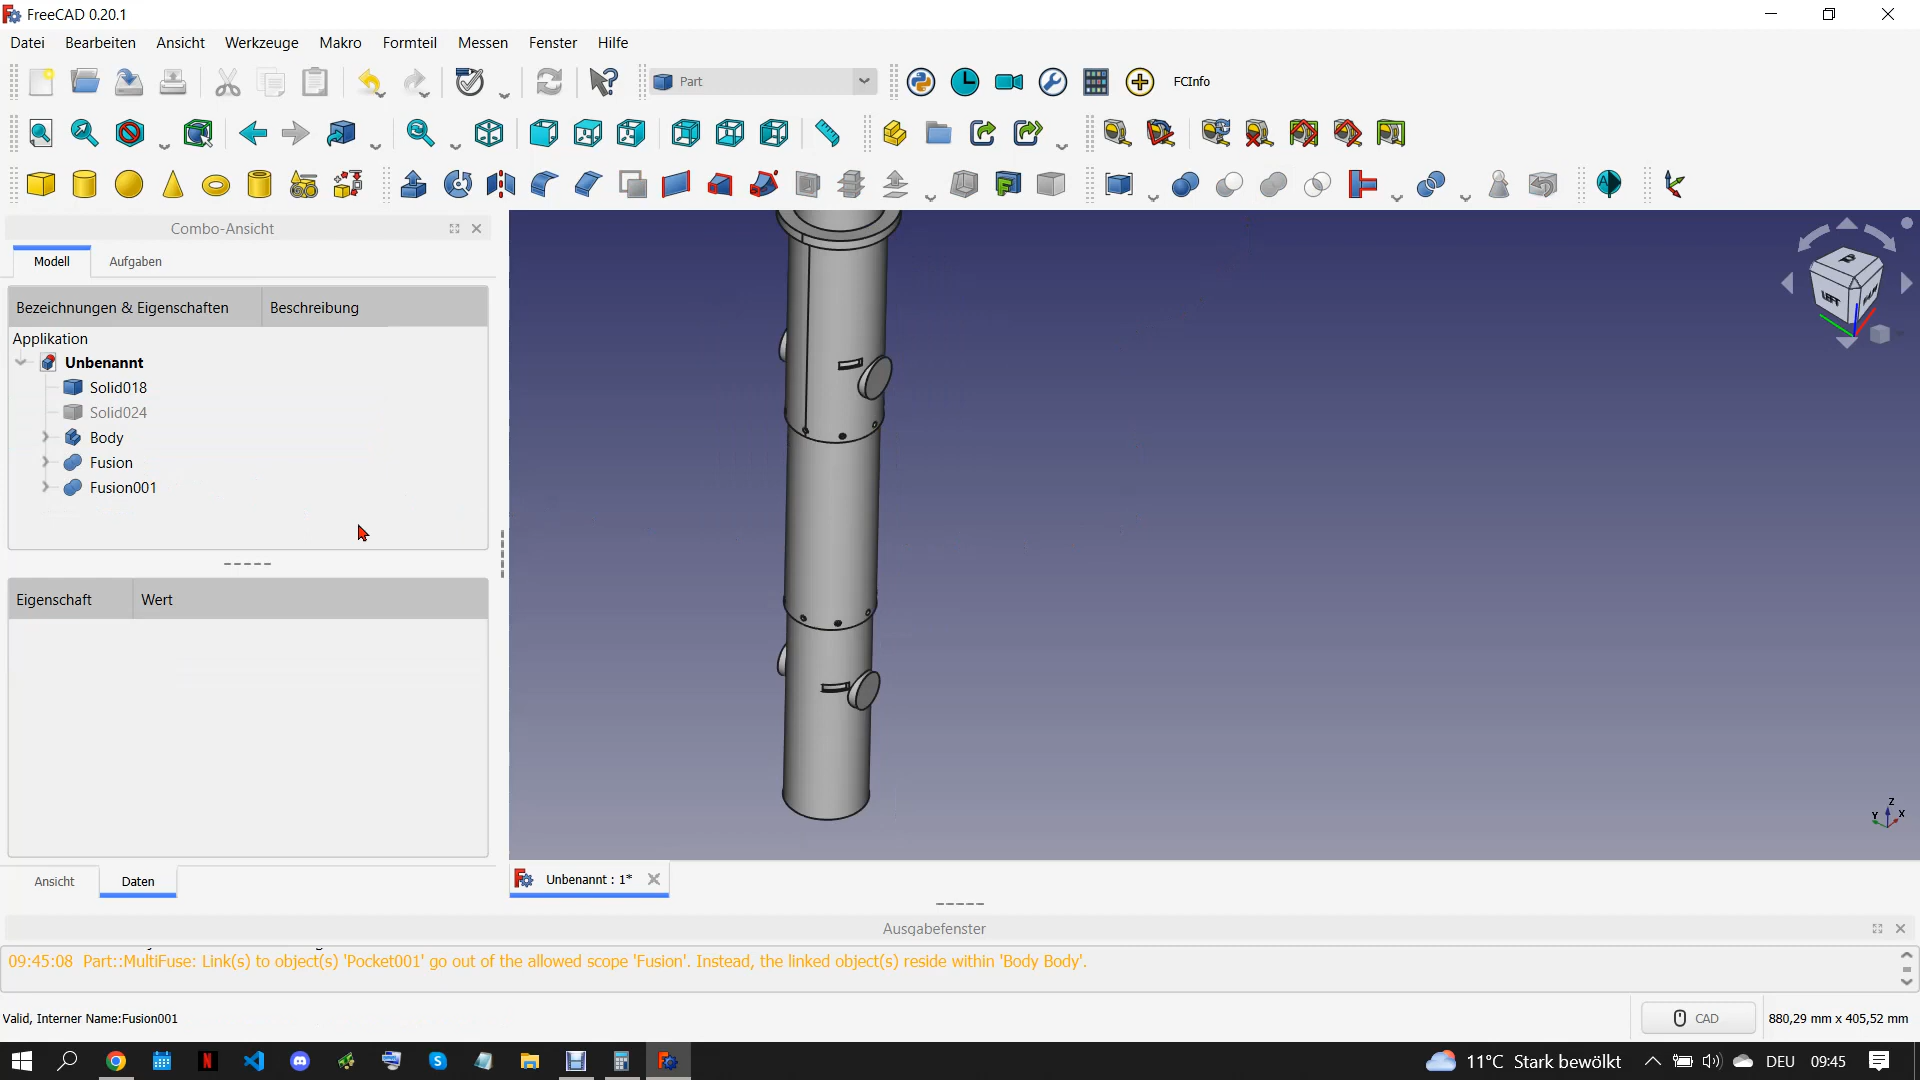 FreeCAD 0.20.1
Datei Bearbeiten Ansicht Werkzeuge Makro Formteil Messen Fenster Hilfe
Part
FCInfo
Combo-Ansicht
Modell Aufgaben
Bezeichnungen & Eigenschaften Beschreibung
Applikation
Unbenannt
Solid018
Solid024
Body
Fusion
Fusion001
Eigenschaft Wert
Ansicht Daten
LEFT
Z
Y X
Unbenannt : 1*
Ausgabefenster
09:45:08 Part::MultiFuse: Link(s) to object(s) 'Pocket001' go out of the allowed scope 'Fusion'. Instead, the linked object(s) reside within 'Body Body'.
Valid, Interner Name:Fusion001
CAD
880,29 mm x 405,52 mm
11°C Stark bewölkt
DEU
09:45